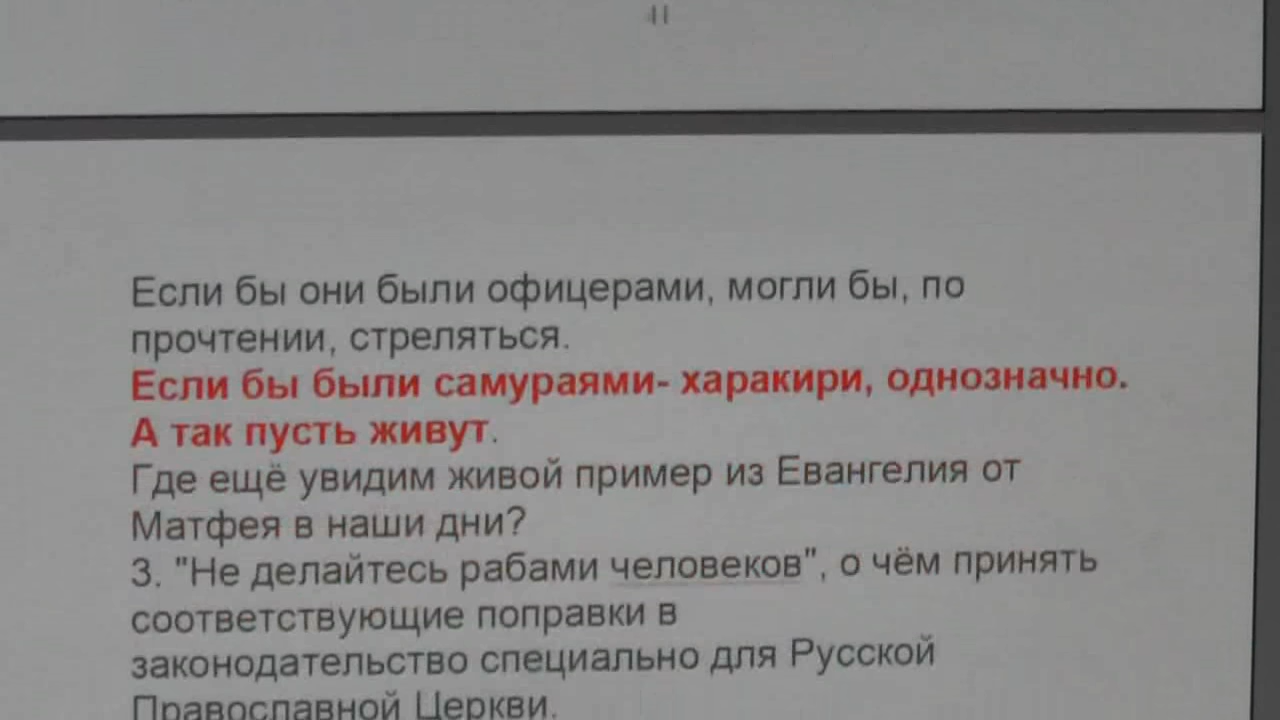 Если бы они были офицерами, могли бы, по
прочтении, стреляться.
Если бы были самураями- харакири, однозначно.
А так пусть живут.
Где ещё увидим живой пример из Евангелия от
Матфея в наши дни?
3. "Не делайтесь рабами человеков", о чём принять
соответствующие поправки в
законодательство специально для Русской
Православной Церкви.